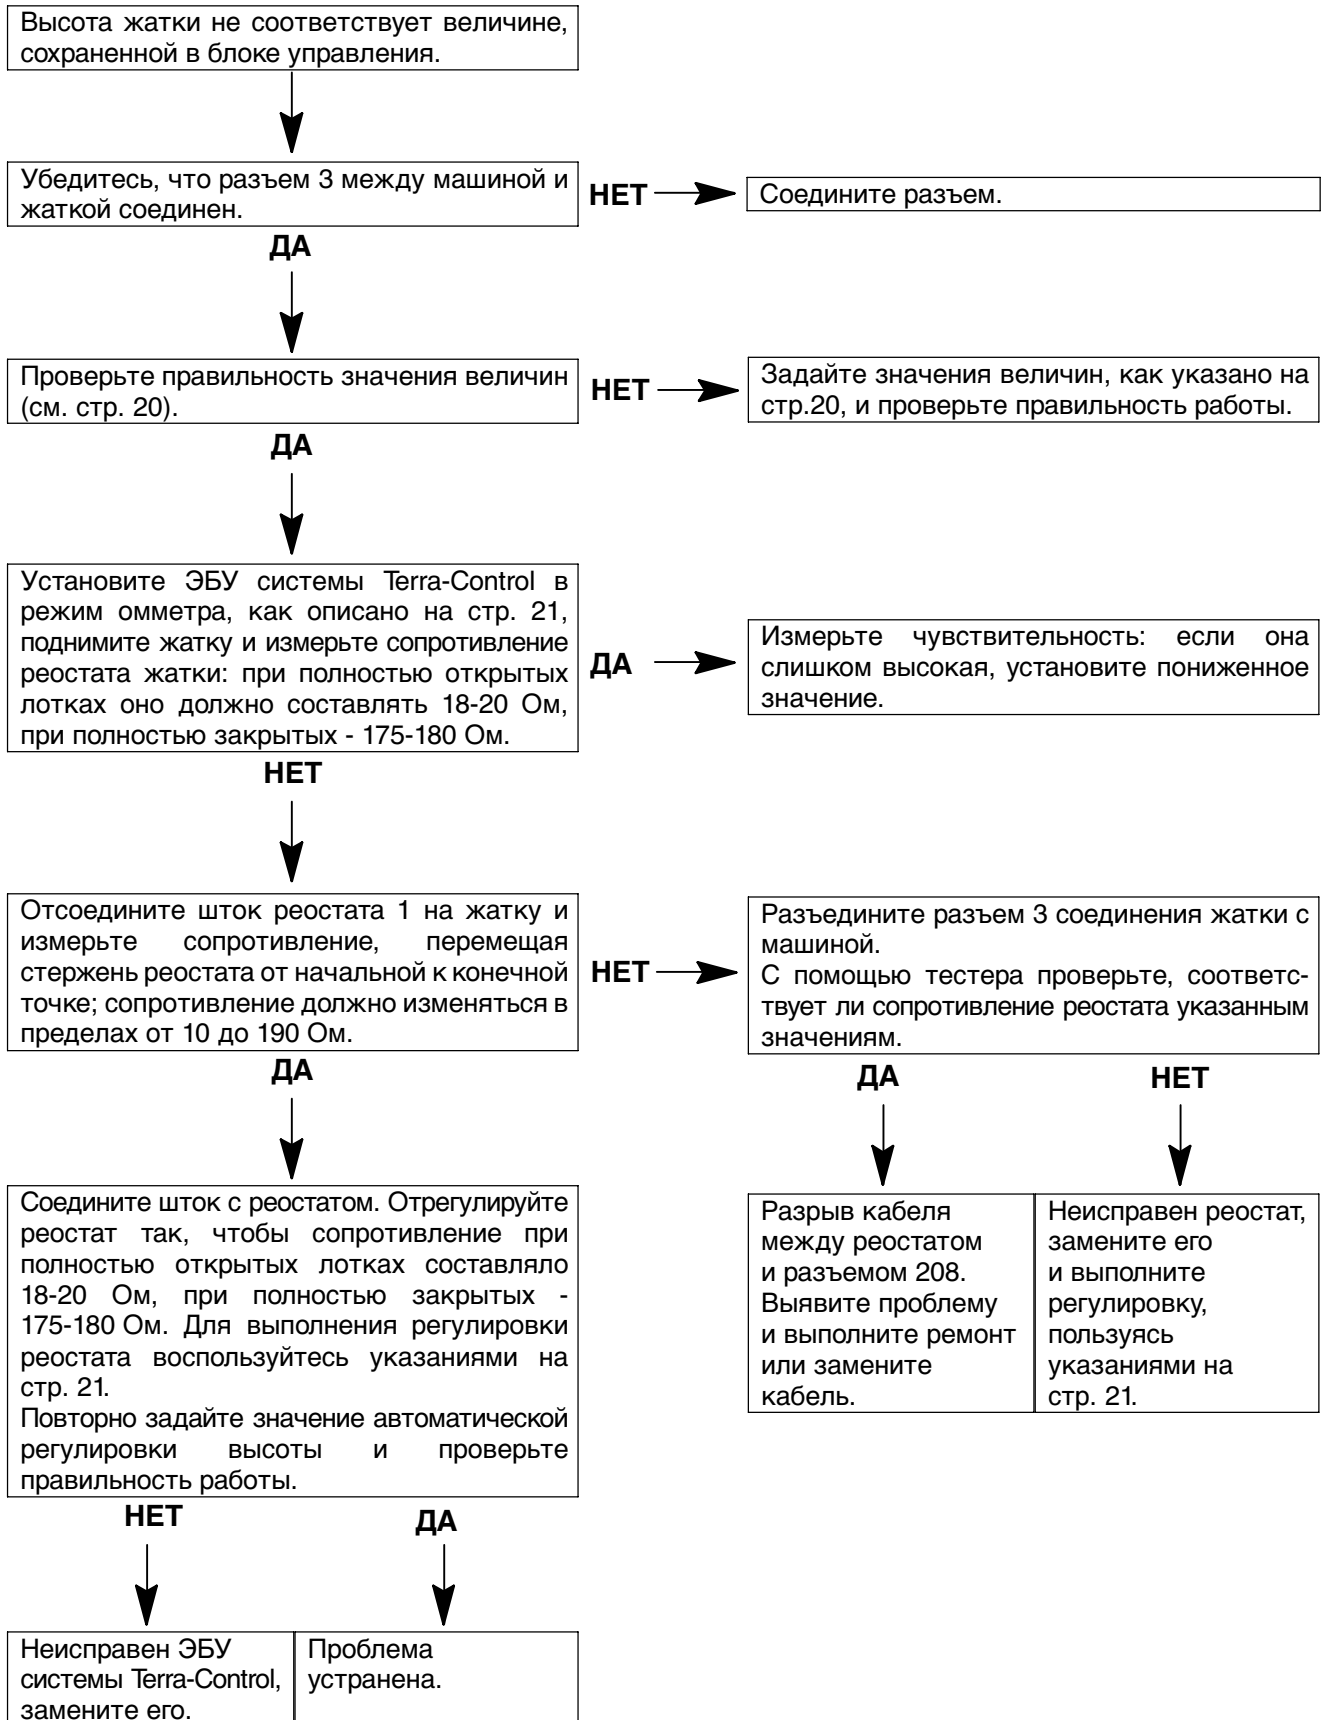 Высота жатки не соответствует величине,
сохраненной в блоке управления.
Убедитесь, что разъем 3 между машиной и
жаткой соединен.
НЕТ
Соедините разъем.
ДА
Проверьте правильность значения величин
(см. стр. 20).
НЕТ
Задайте значения величин, как указано на
стр.20, и проверьте правильность работы.
ДА
Установите ЭБУ системы Terra-Control в
режим омметра, как описано на стр. 21,
поднимите жатку и измерьте сопротивление
реостата жатки: при полностью открытых
лотках оно должно составлять 18-20 Ом,
при полностью закрытых - 175-180 Ом.
ДА
Измерьте чувствительность: если она
слишком высокая, установите пониженное
значение.
НЕТ
Отсоедините шток реостата 1 на жатку и
измерьте сопротивление, перемещая
стержень реостата от начальной к конечной
точке; сопротивление должно изменяться в
пределах от 10 до 190 Ом.
НЕТ
Разъедините разъем 3 соединения жатки с
машиной.
С помощью тестера проверьте, соответс-
твует ли сопротивление реостата указанным
значениям.
ДА
Соедините шток с реостатом. Отрегулируйте
реостат так, чтобы сопротивление при
полностью открытых лотках составляло
18-20 Ом, при полностью закрытых -
175-180 Ом. Для выполнения регулировки
реостата воспользуйтесь указаниями на
стр. 21.
Повторно задайте значение автоматической
регулировки высоты и проверьте
правильность работы.
ДА
НЕТ
Разрыв кабеля
между реостатом
и разъемом 208.
Выявите проблему
и выполните ремонт
или замените
кабель.
Неисправен реостат,
замените его
и выполните
регулировку,
пользуясь
указаниями на
стр. 21.
НЕТ
ДА
Неисправен ЭБУ
системы Terra-Control,
замените его.
Проблема
устранена.